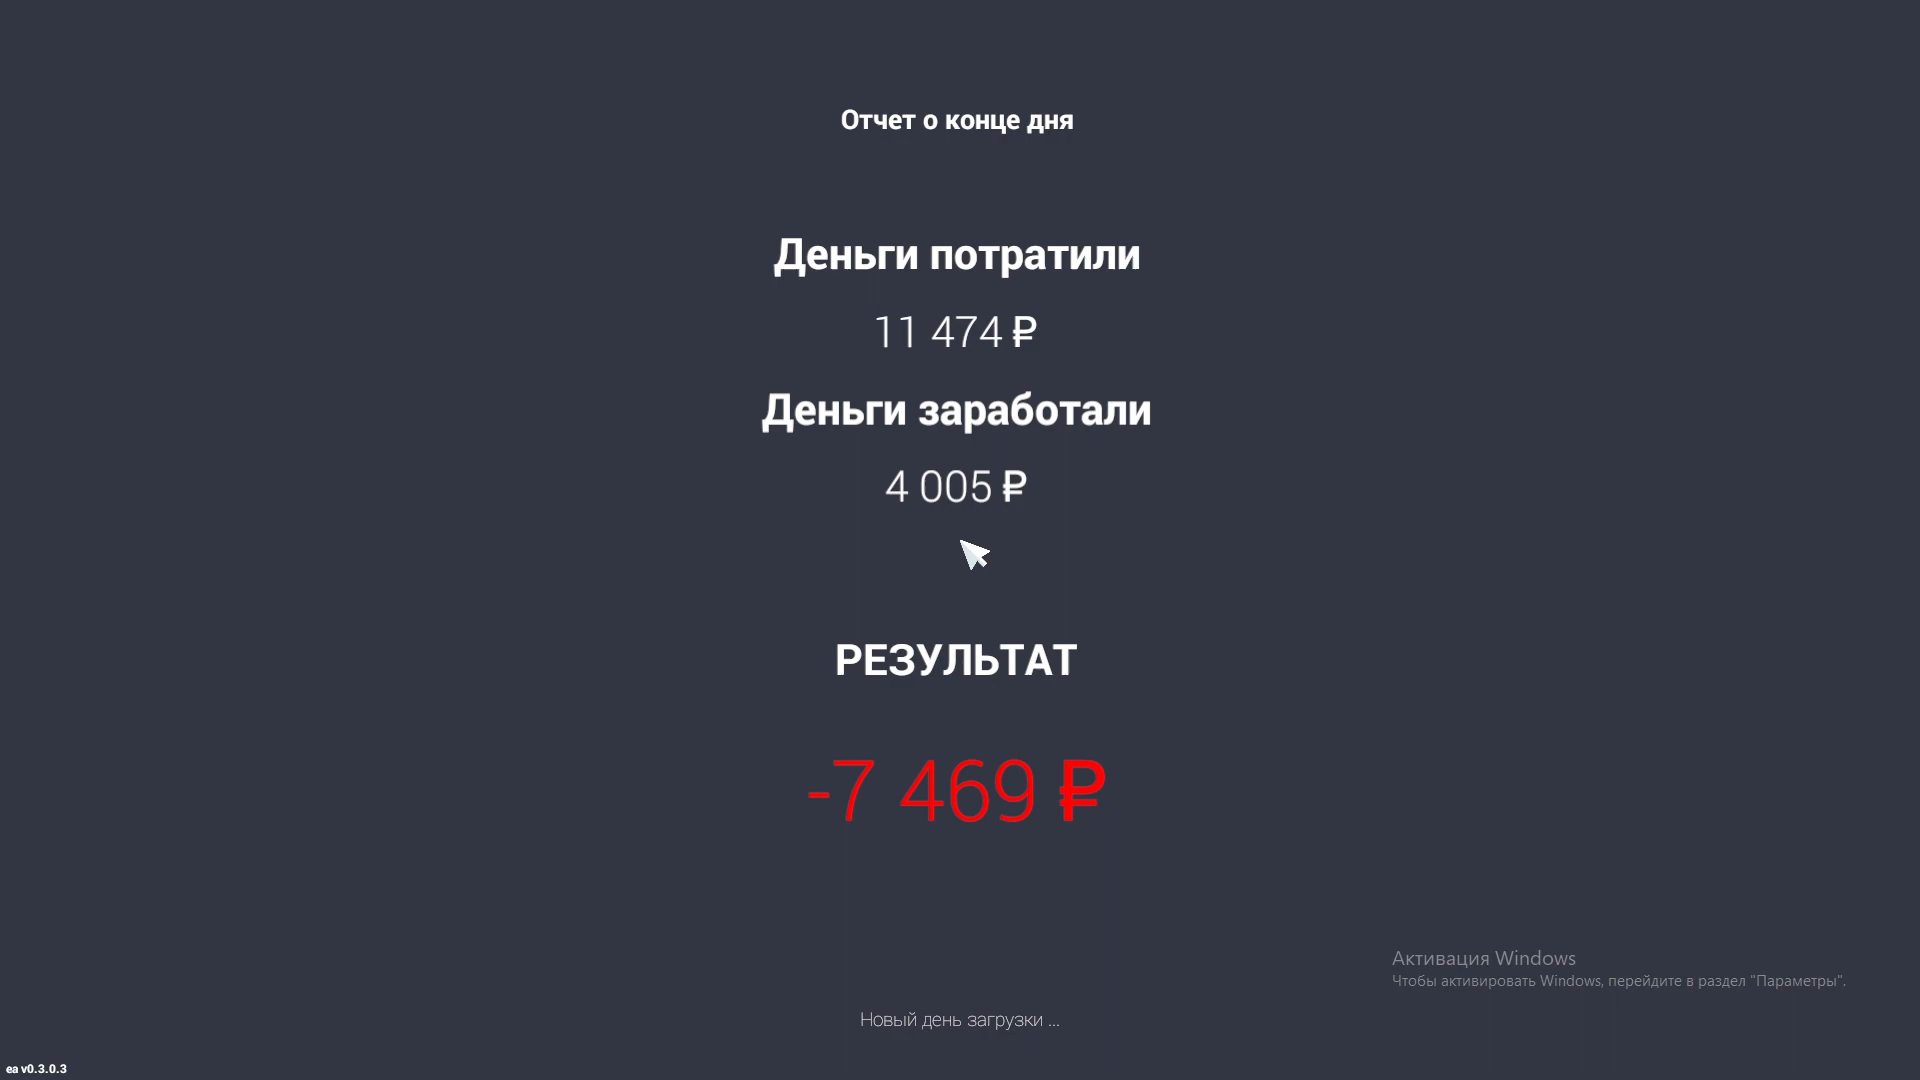 Отчет о конце дня
Деньги потратили
11 474 ₽
Деньги заработали
4 005 ₽
РЕЗУЛЬТАТ
-7 469 ₽
Активация Windows
Чтобы активировать Windows, перейдите в раздел "Параметры".
Новый день загрузки ...
ea v0.3.0.3